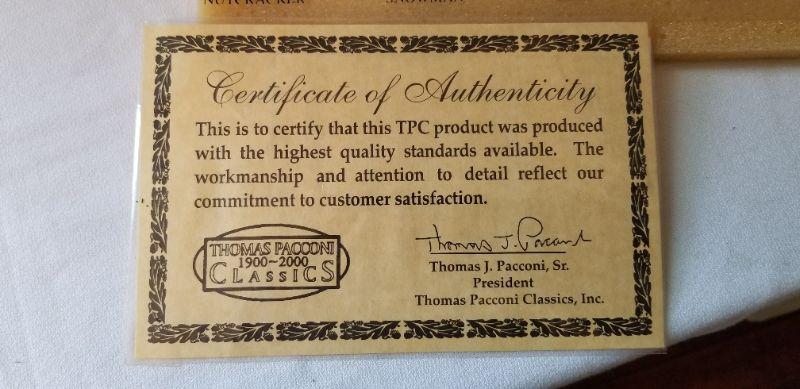 NUTCRACKER SNOWMAN
Certificate of Authenticity
This is to certify that this TPC product was produced
with the highest quality standards available. The
workmanship and attention to detail reflect our
commitment to customer satisfaction.
THOMAS PACCONI
1900~2000
CLASSICS
Thomas J. Pacconi
Thomas J. Pacconi, Sr.
President
Thomas Pacconi Classics, Inc.